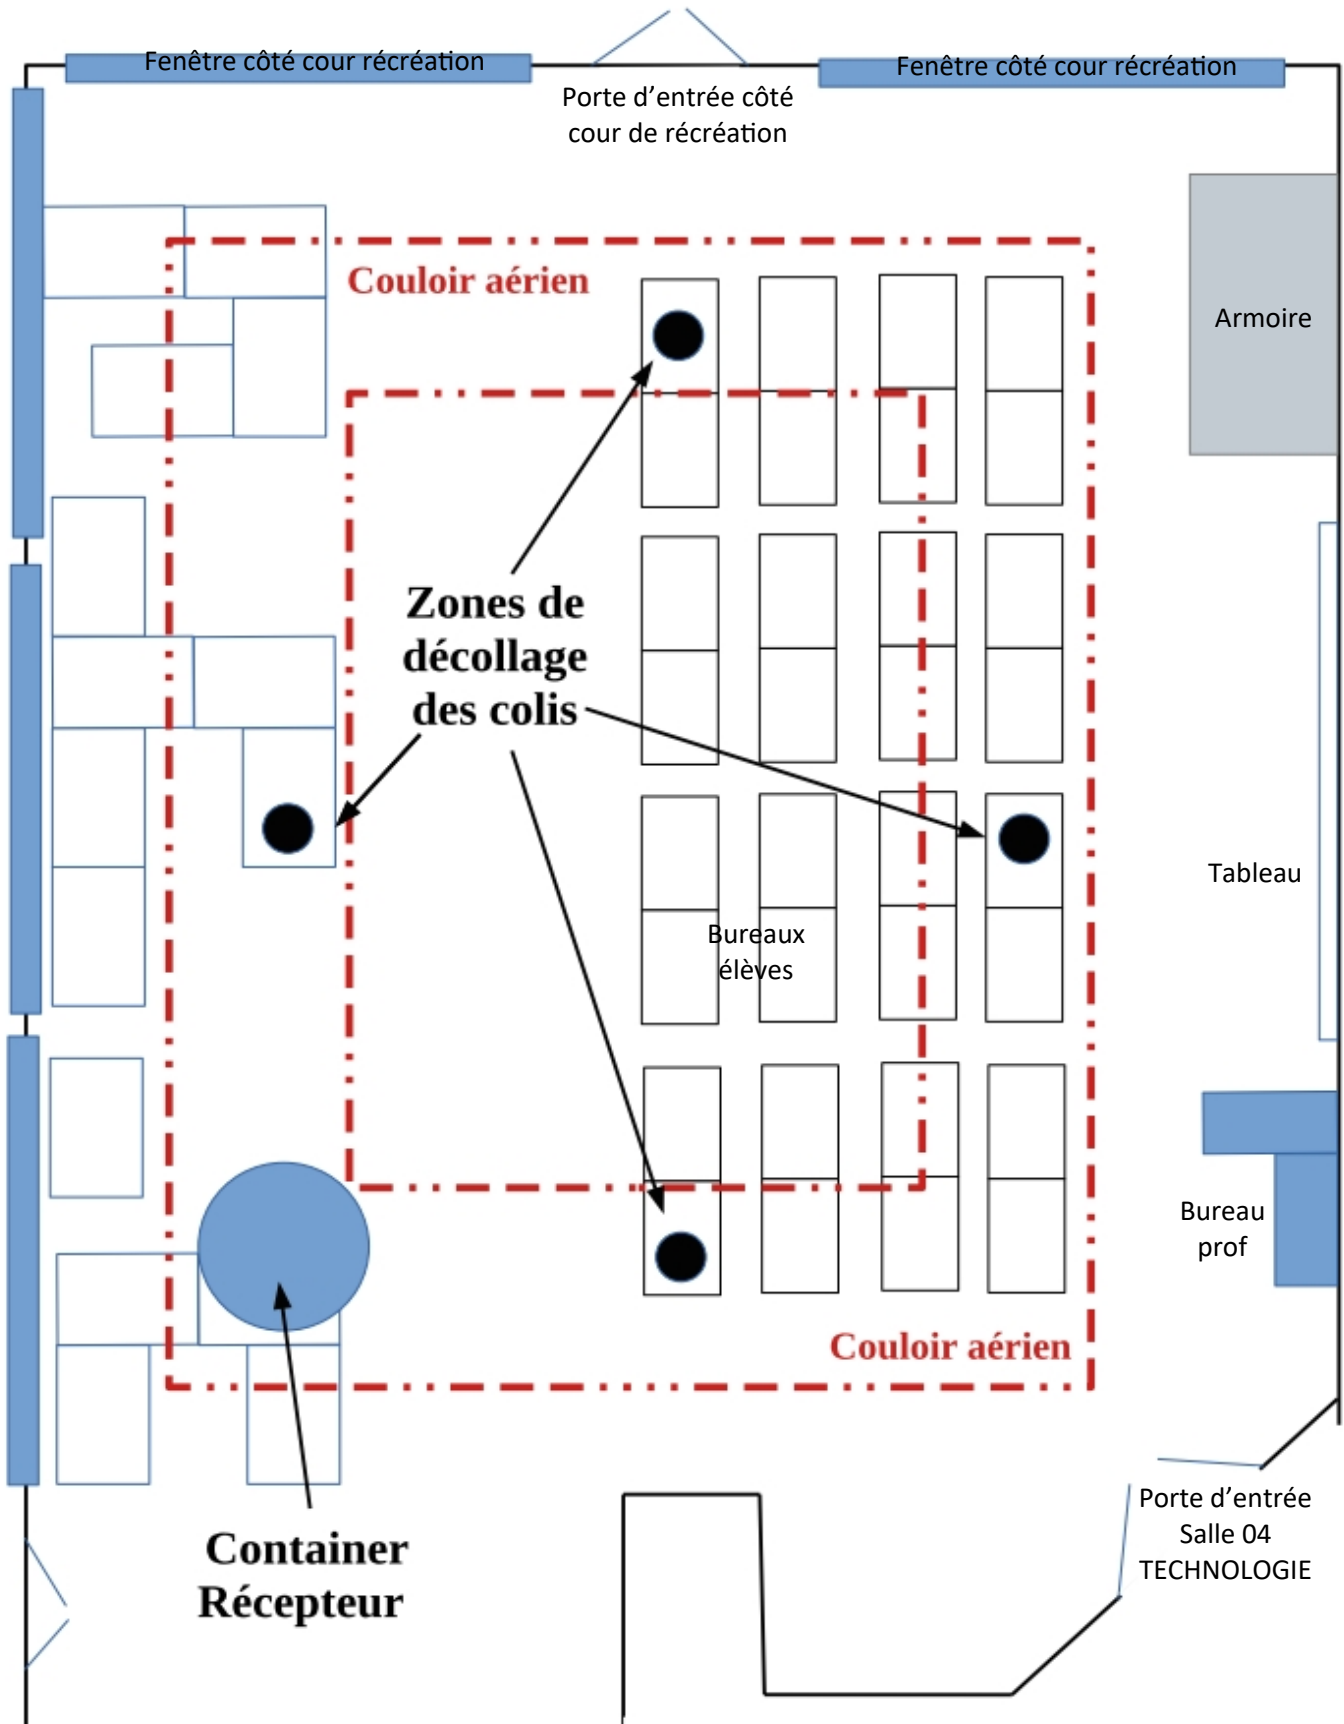 Fenêtre côté cour récréation
Fenêtre côté cour récréation
Porte d’entrée côté
cour de récréation
Couloir aérien
Armoire
Zones de
décollage
des colis
Tableau
Bureaux
élèves
Bureau
prof
Couloir aérien
Container
Récepteur
Porte d’entrée
Salle 04
TECHNOLOGIE